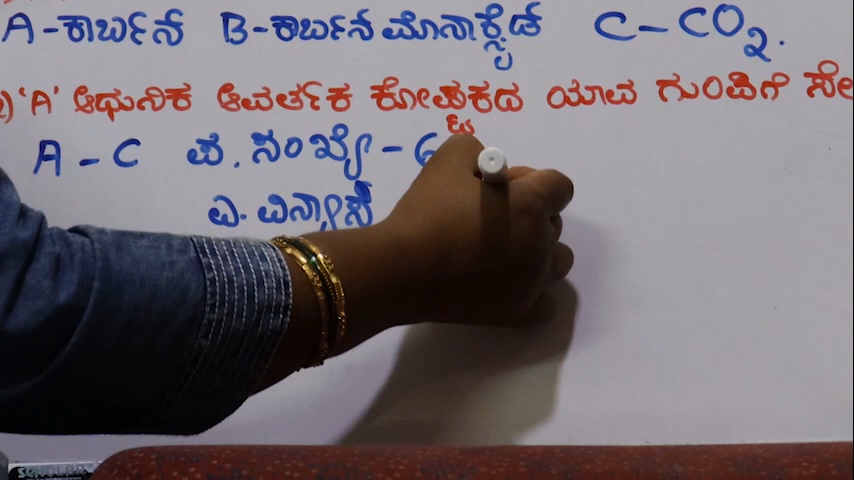 A-ಕಾರ್ಬನ್ B-ಕಾರ್ಬನ ಮೊನಾಕ್ಸೈಡ್ C-CO₂.
) 'A' ಆಧುನಿಕ ಆವರ್ತಕ ಕೋಷ್ಟಕದ ಯಾವ ಗುಂಪಿಗೆ ಸೇ
A-C ಪ. ಸಂಖ್ಯೆ-6
ಎ. ವಿನ್ಯಾಸ